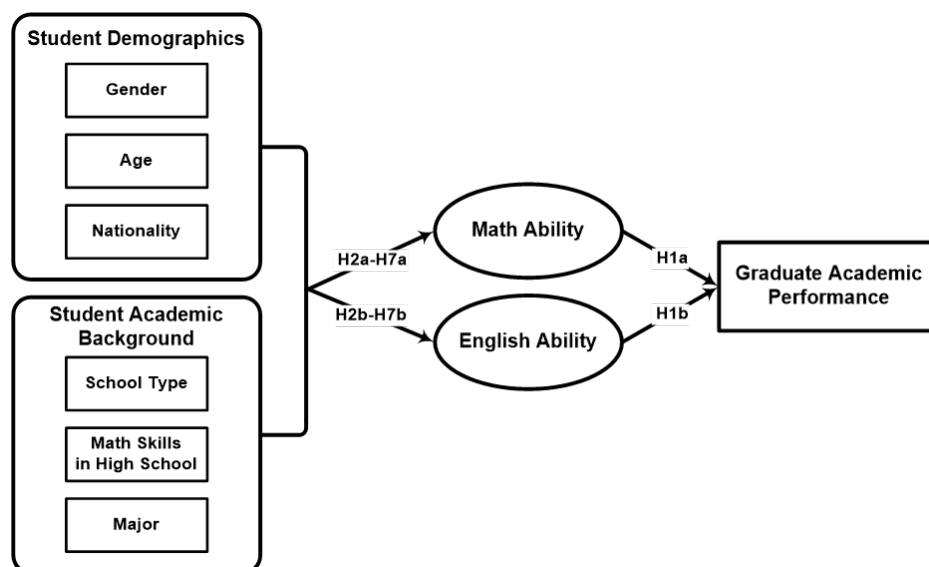 Student Demographics
Gender
Age
Nationality
Student Academic
Background
School Type
Math Skills
in High School
Major
H2a-H7a
H2b-H7b
Math Ability
English Ability
H1a
H1b
Graduate Academic
Performance